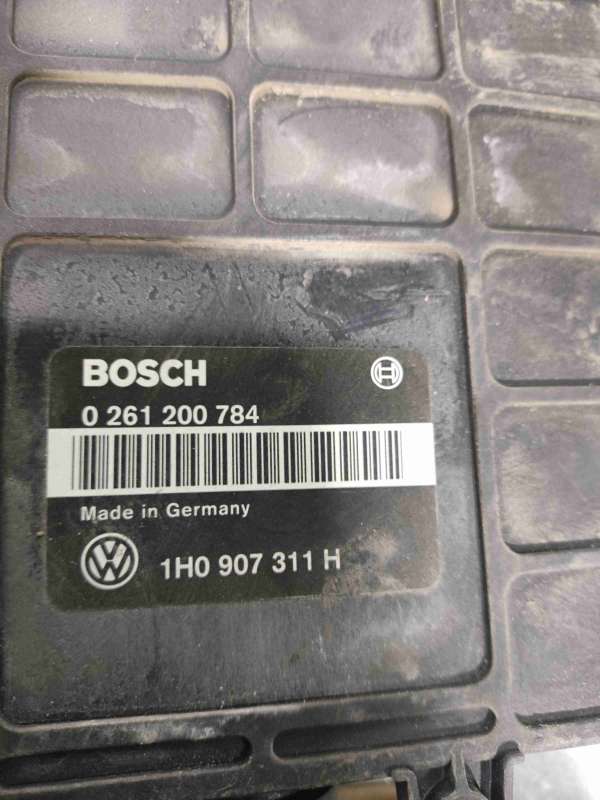 BOSCH
0 261 200 784
Made in Germany
1H0 907 311 H